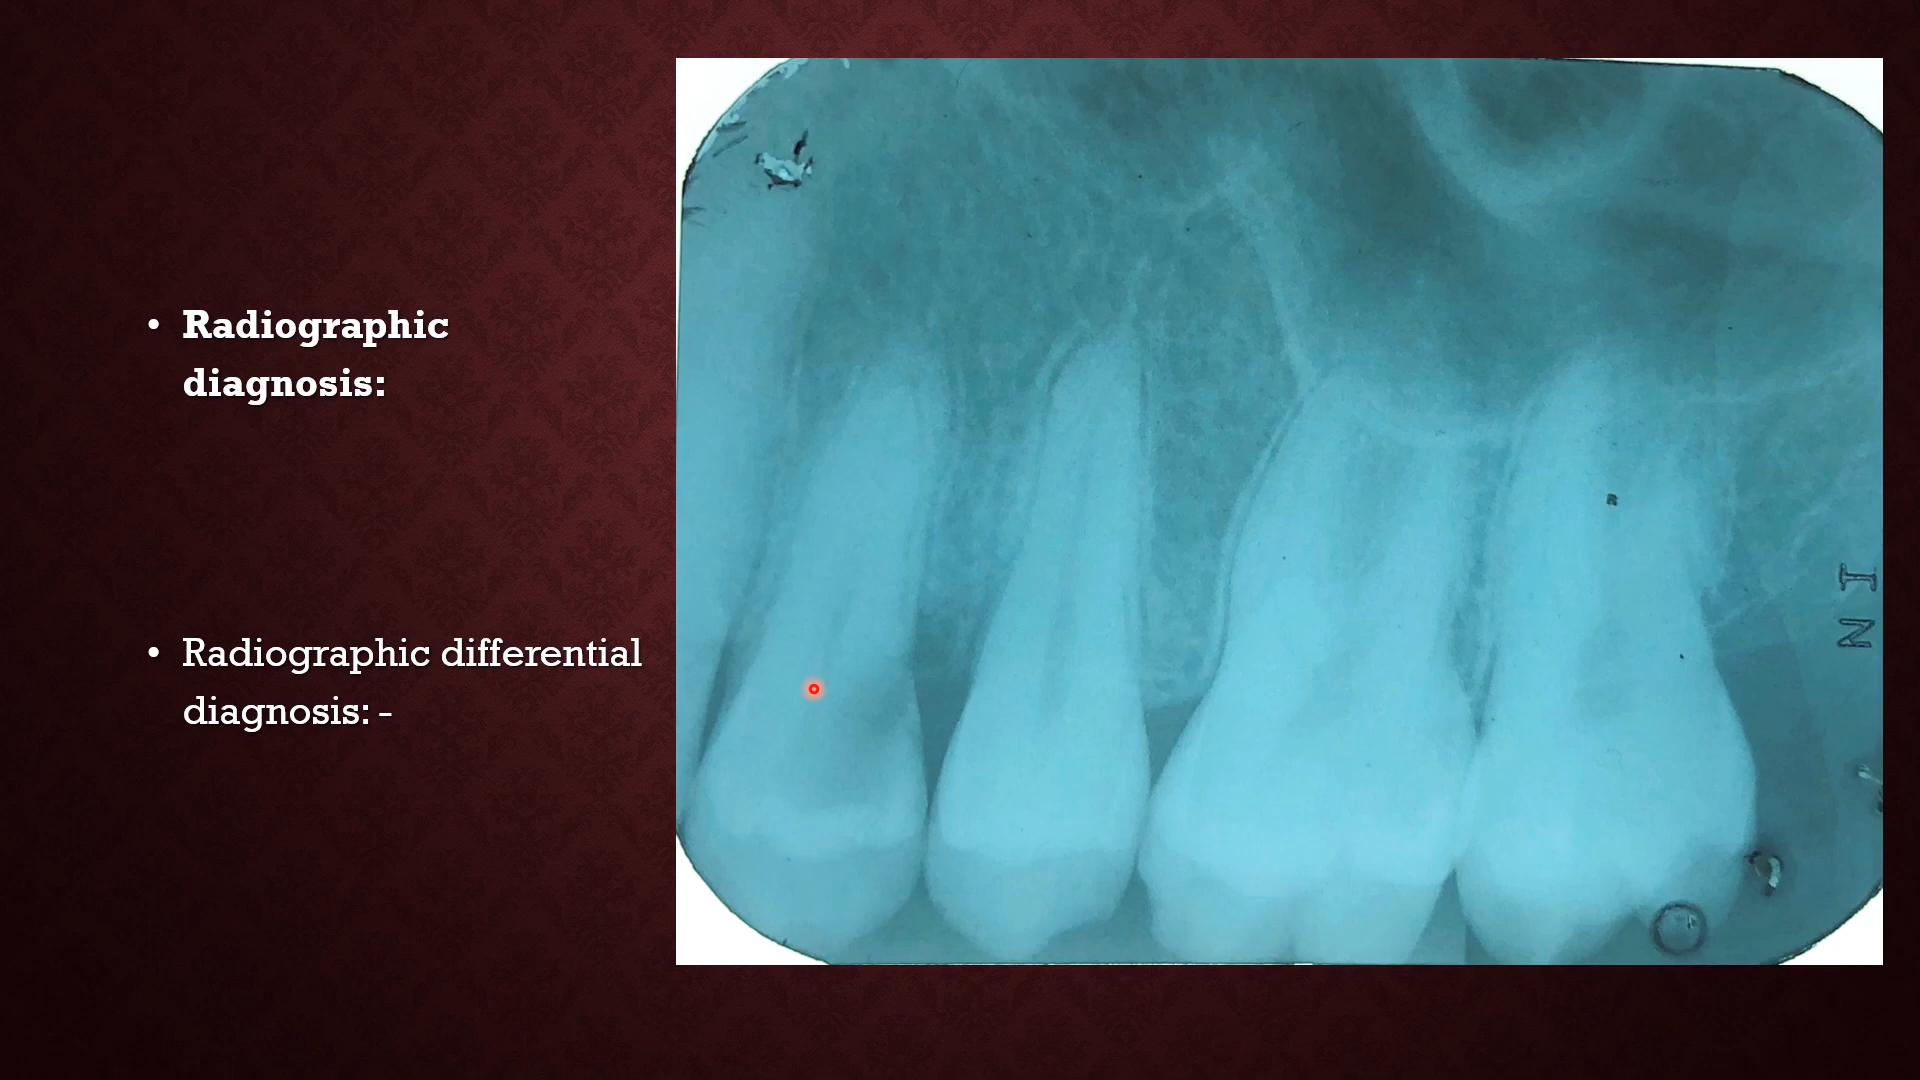 • Radiographic
diagnosis:
• Radiographic differential
diagnosis: -
I N